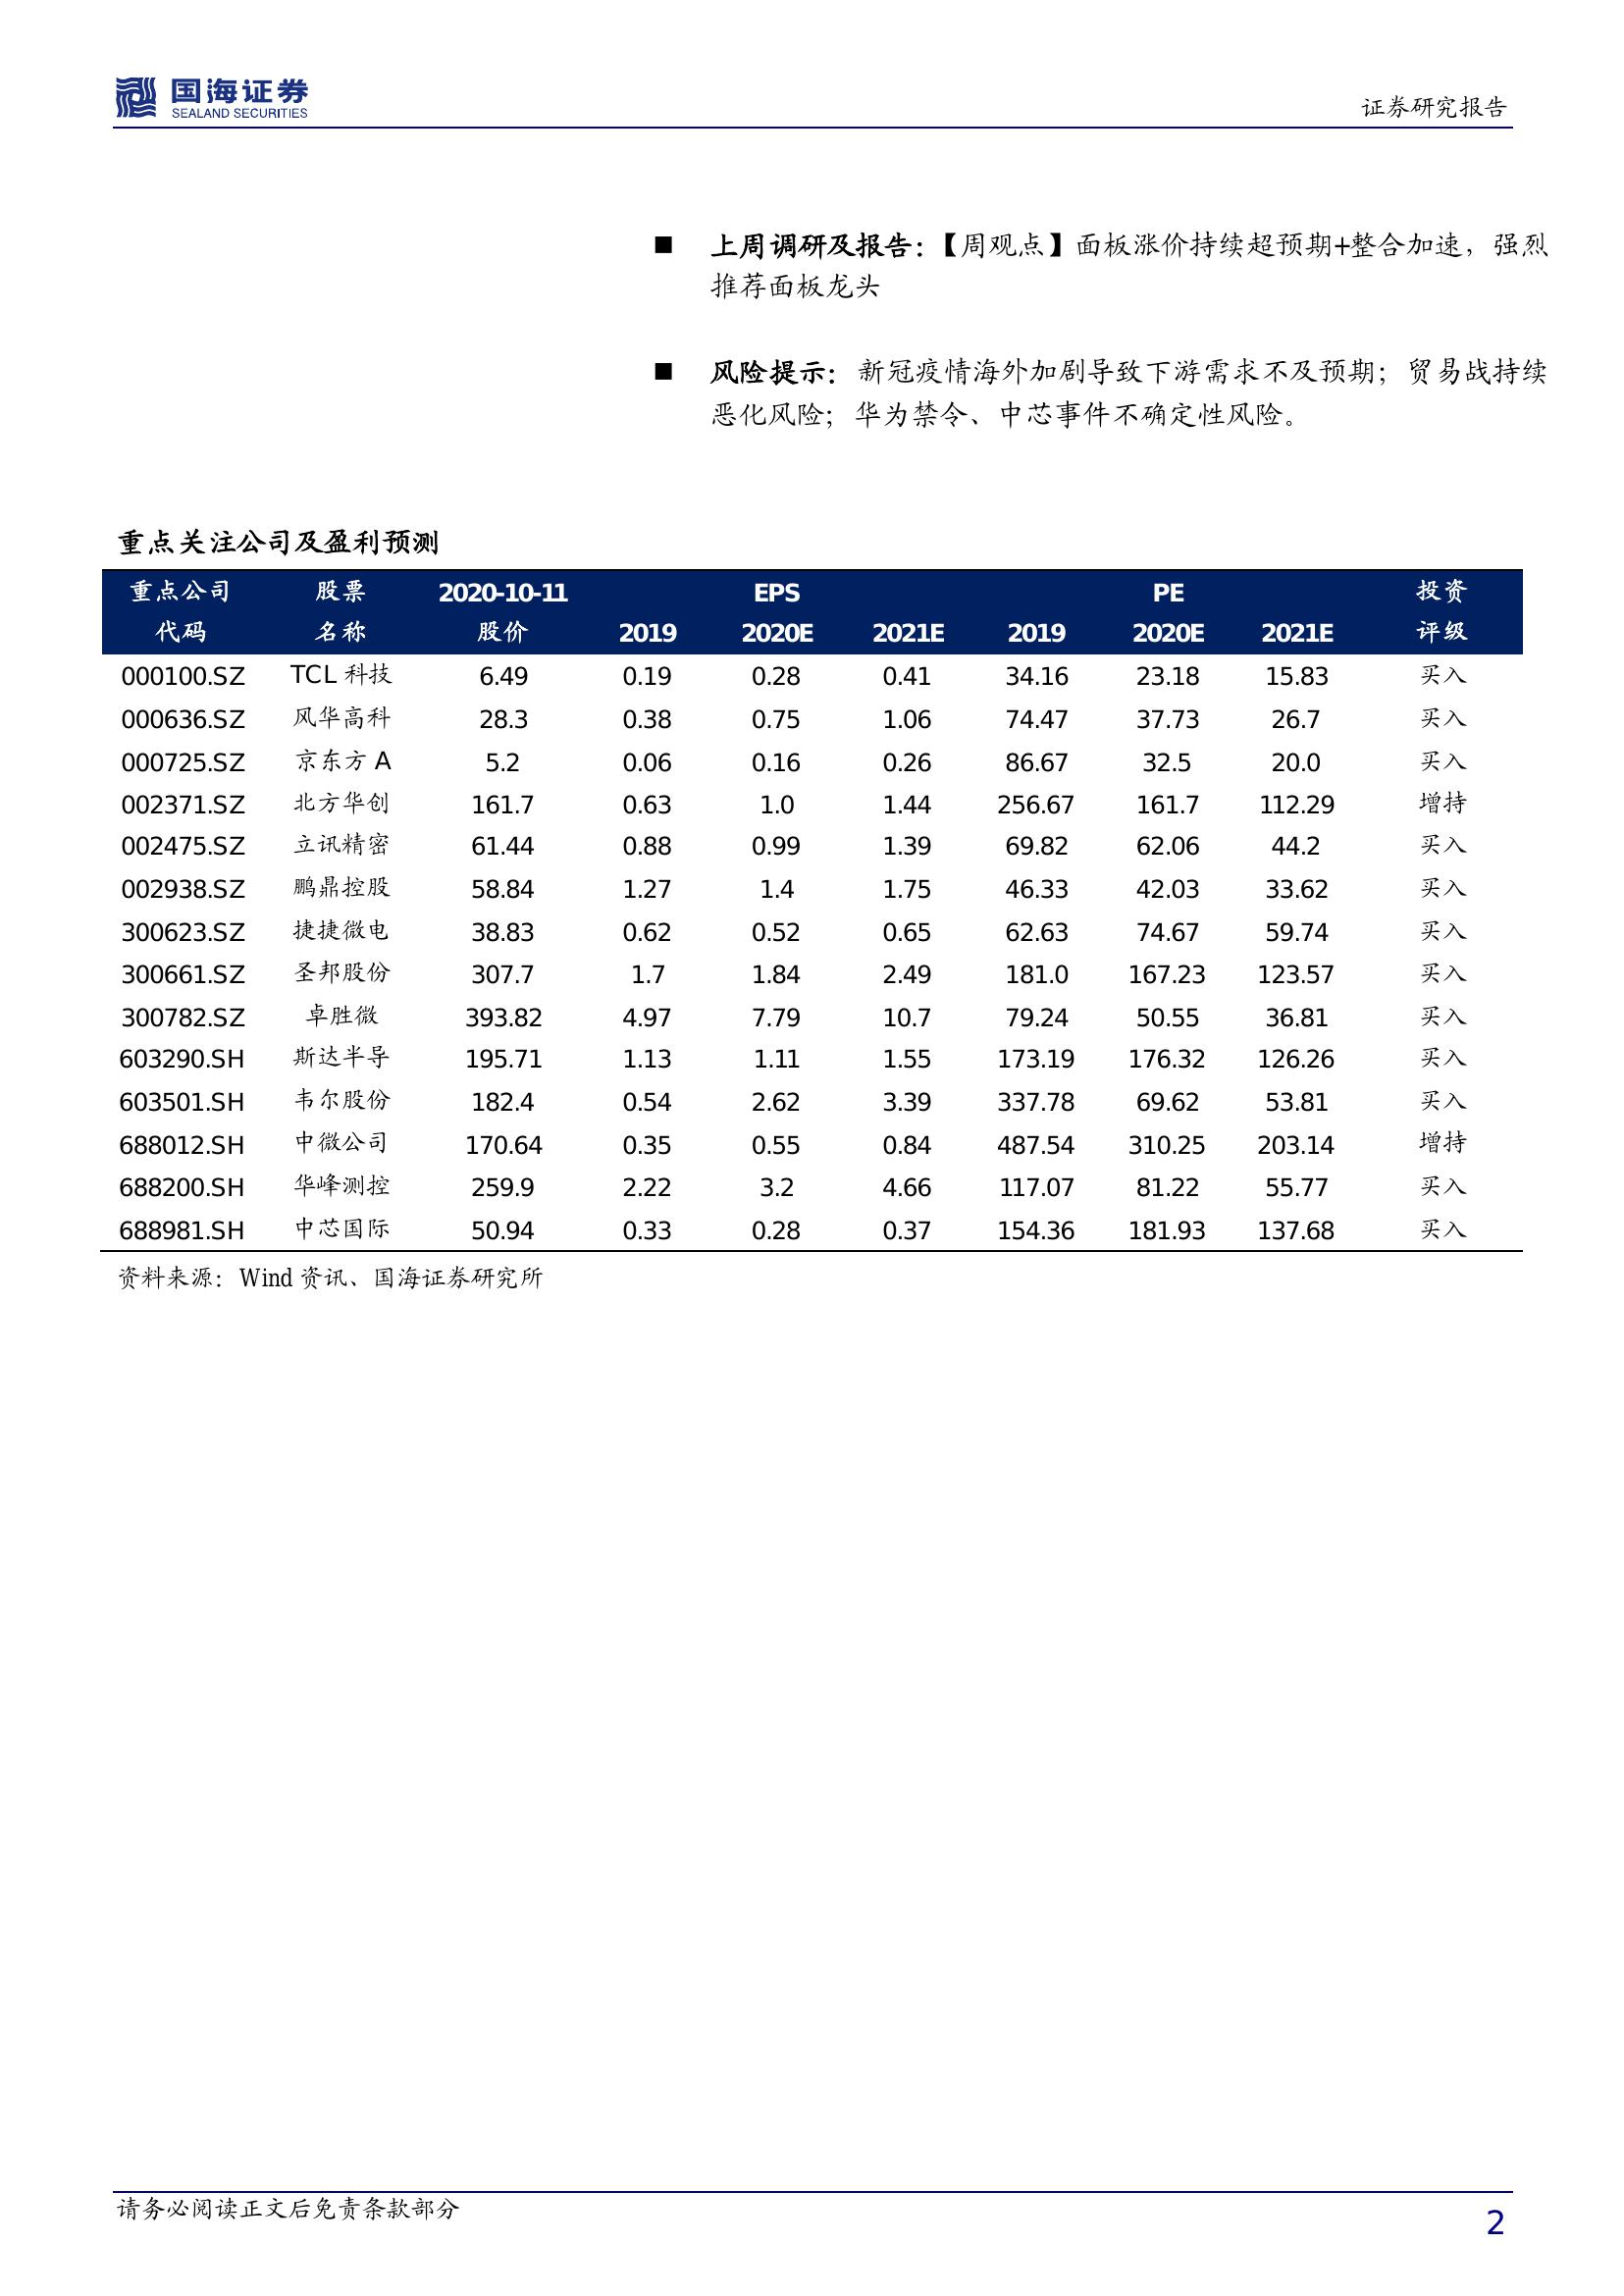 国海证券
SEALAND SECURITIES
证券研究报告
■ 上周调研及报告：【周观点】面板涨价持续超预期+整合加速，强烈
推荐面板龙头
■ 风险提示：新冠疫情海外加剧导致下游需求不及预期；贸易战持续
恶化风险；华为禁令、中芯事件不确定性风险。
重点关注公司及盈利预测
重点公司 股票 2020-10-11 EPS PE 投资
代码 名称 股价 2019 2020E 2021E 2019 2020E 2021E 评级
000100.SZ TCL 科技 6.49 0.19 0.28 0.41 34.16 23.18 15.83 买入
000636.SZ 风华高科 28.3 0.38 0.75 1.06 74.47 37.73 26.7 买入
000725.SZ 京东方 A 5.2 0.06 0.16 0.26 86.67 32.5 20.0 买入
002371.SZ 北方华创 161.7 0.63 1.0 1.44 256.67 161.7 112.29 增持
002475.SZ 立讯精密 61.44 0.88 0.99 1.39 69.82 62.06 44.2 买入
002938.SZ 鹏鼎控股 58.84 1.27 1.4 1.75 46.33 42.03 33.62 买入
300623.SZ 捷捷微电 38.83 0.62 0.52 0.65 62.63 74.67 59.74 买入
300661.SZ 圣邦股份 307.7 1.7 1.84 2.49 181.0 167.23 123.57 买入
300782.SZ 卓胜微 393.82 4.97 7.79 10.7 79.24 50.55 36.81 买入
603290.SH 斯达半导 195.71 1.13 1.11 1.55 173.19 176.32 126.26 买入
603501.SH 韦尔股份 182.4 0.54 2.62 3.39 337.78 69.62 53.81 买入
688012.SH 中微公司 170.64 0.35 0.55 0.84 487.54 310.25 203.14 增持
688200.SH 华峰测控 259.9 2.22 3.2 4.66 117.07 81.22 55.77 买入
688981.SH 中芯国际 50.94 0.33 0.28 0.37 154.36 181.93 137.68 买入
资料来源：Wind 资讯、国海证券研究所
请务必阅读正文后免责条款部分
2